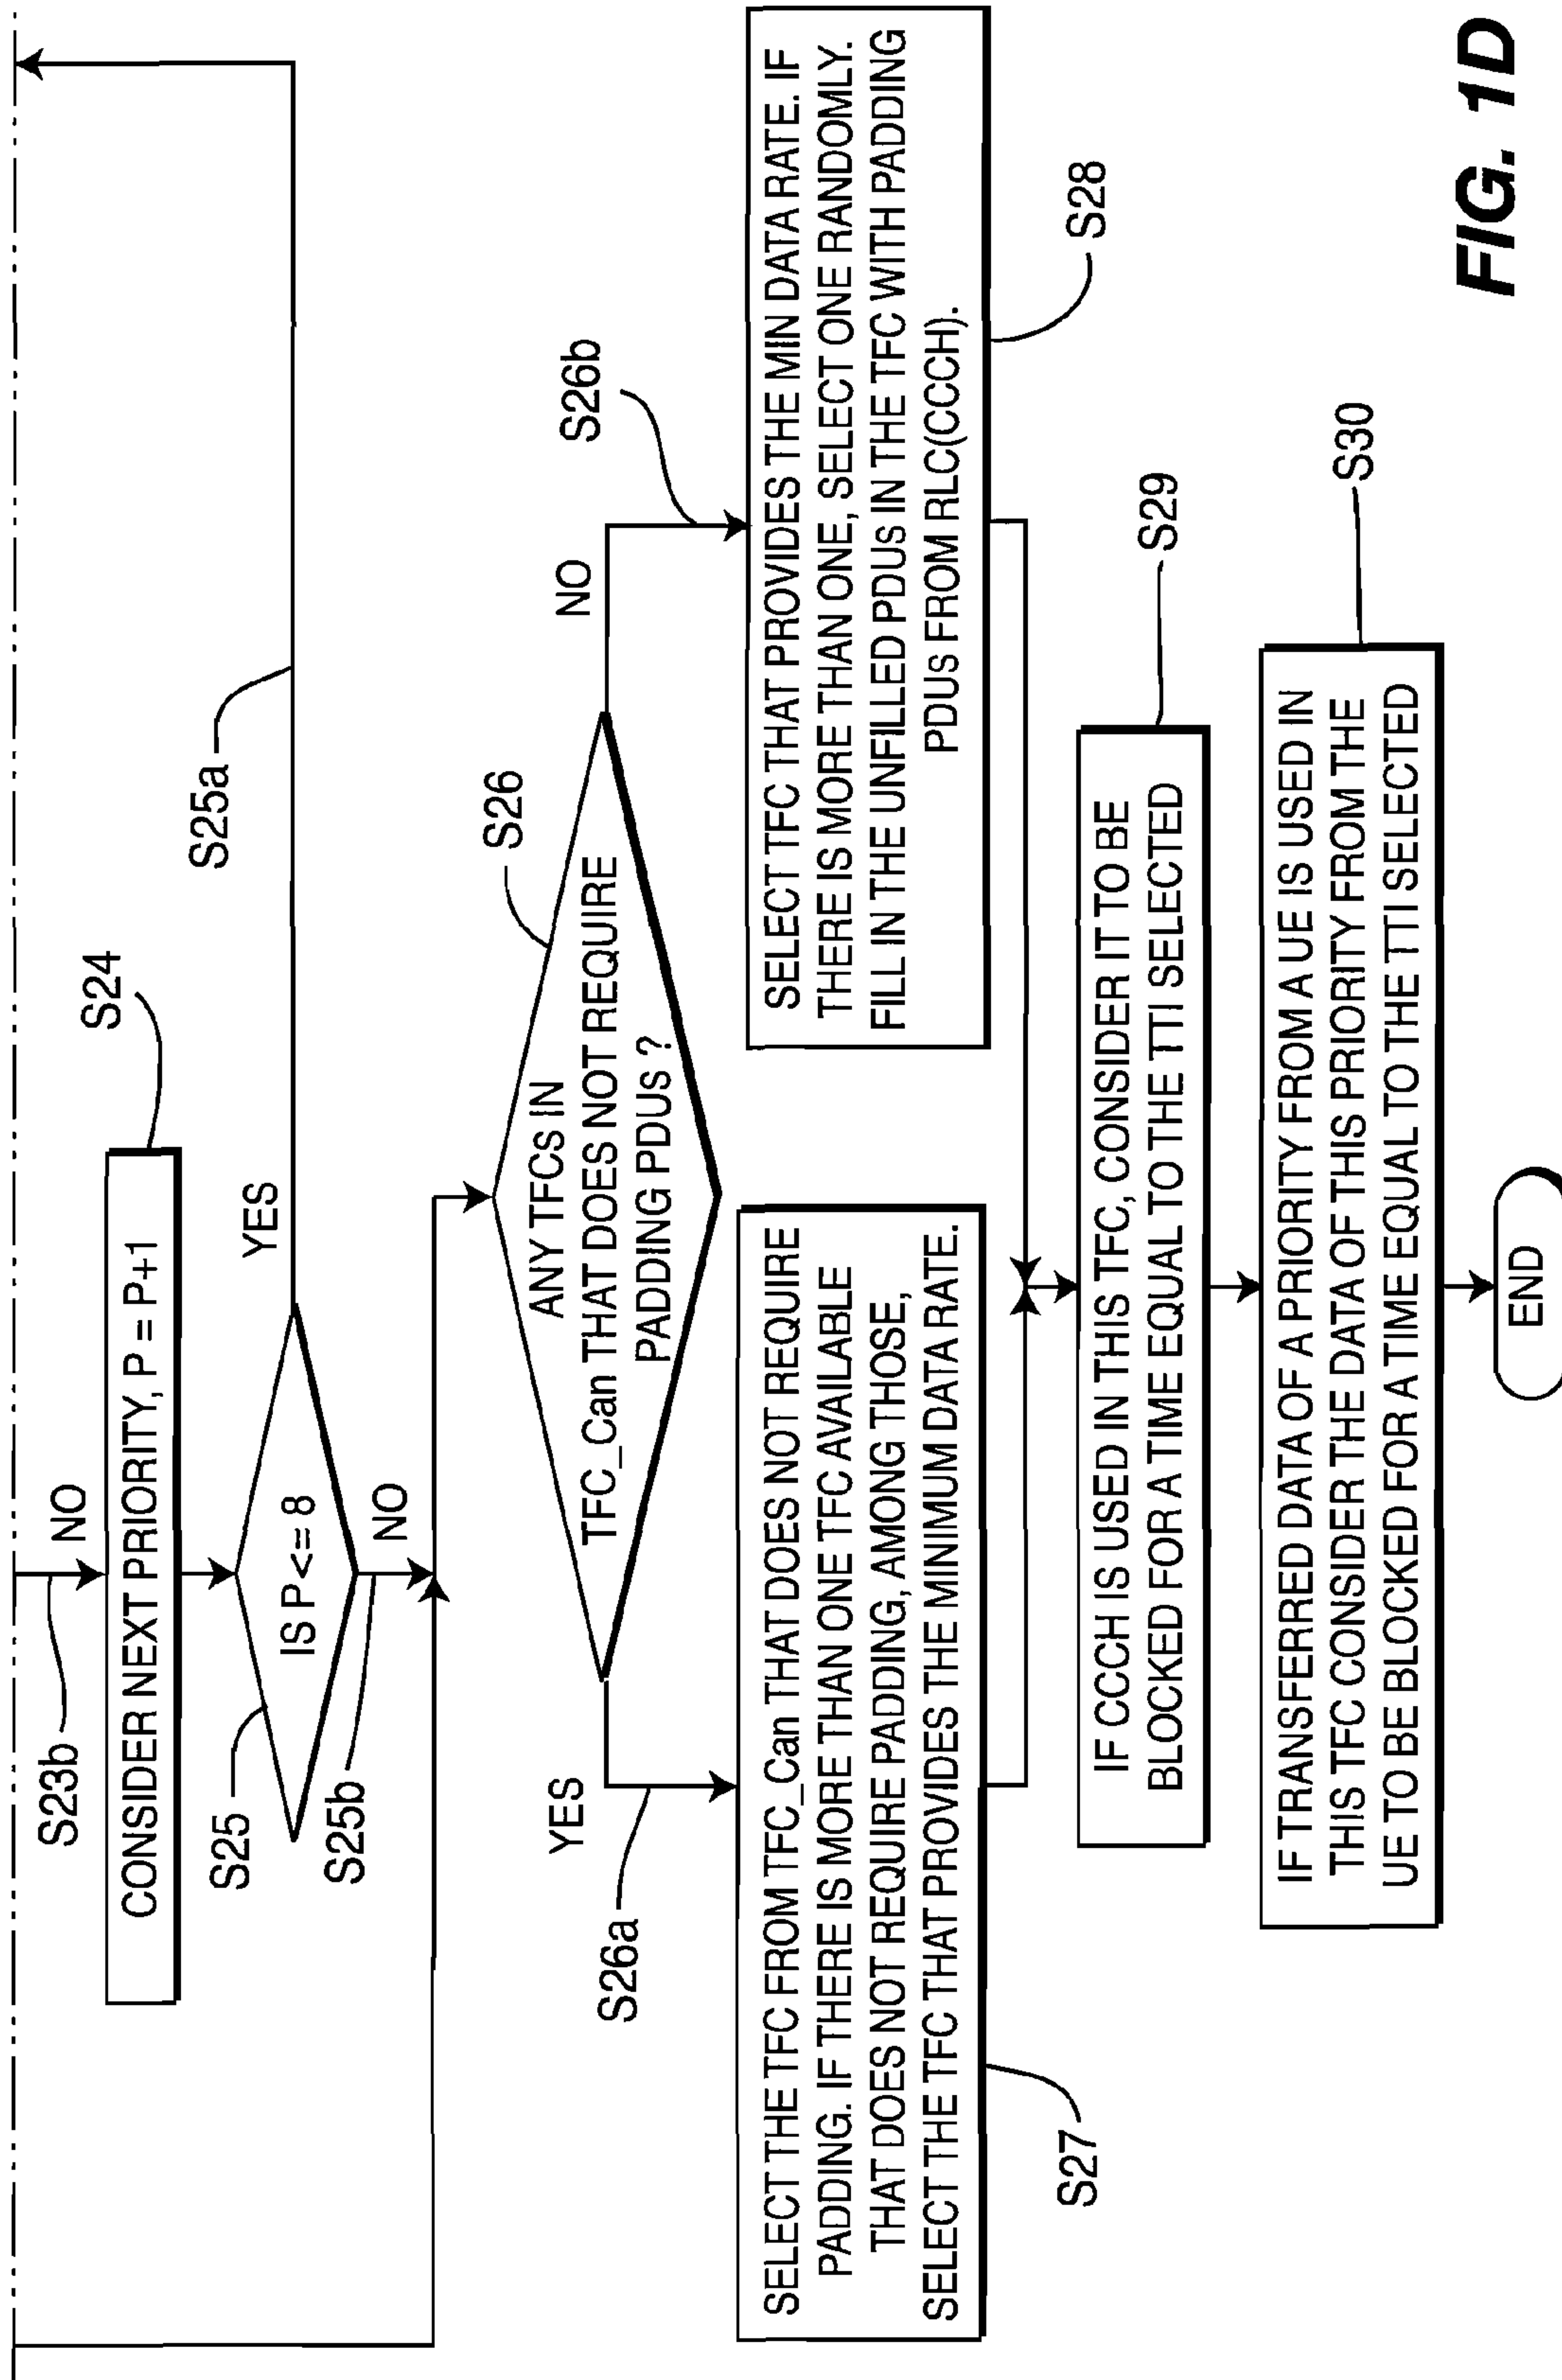 S23b
NO
S24
CONSIDER NEXT PRIORITY, P = P+1
S25
IS P <= 8
YES
S25a
S25b
NO
S26
ANY TFCS IN
TFC_Can THAT DOES NOT REQUIRE
PADDING PDUS ?
YES
S26a
NO
S26b
SELECT THE TFC FROM TFC_Can THAT DOES NOT REQUIRE
PADDING. IF THERE IS MORE THAN ONE TFC AVAILABLE
THAT DOES NOT REQUIRE PADDING, AMONG THOSE,
SELECT THE TFC THAT PROVIDES THE MINIMUM DATA RATE.
S27
SELECT TFC THAT PROVIDES THE MIN DATA RATE. IF
THERE IS MORE THAN ONE, SELECT ONE RANDOMLY.
FILL IN THE UNFILLED PDUS IN THE TFC WITH PADDING
PDUS FROM RLC(CCCH).
S28
IF CCCH IS USED IN THIS TFC, CONSIDER IT TO BE
BLOCKED FOR A TIME EQUAL TO THE TTI SELECTED
S29
IF TRANSFERRED DATA OF A PRIORITY FROM A UE IS USED IN
THIS TFC CONSIDER THE DATA OF THIS PRIORITY FROM THE
UE TO BE BLOCKED FOR A TIME EQUAL TO THE TTI SELECTED
S30
END
FIG. 1D